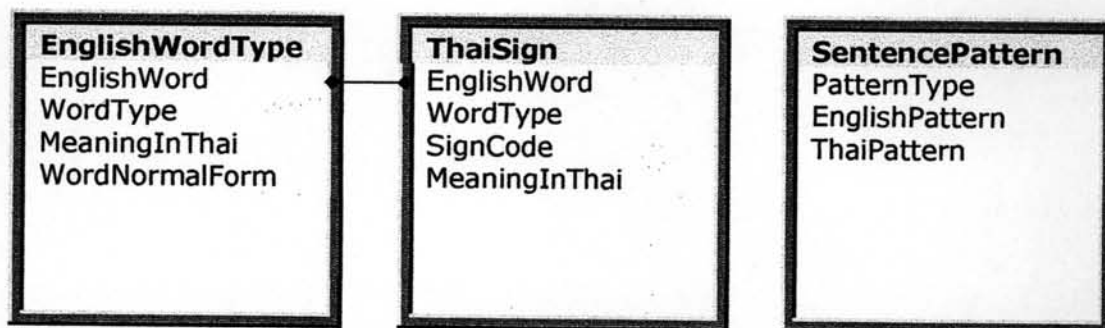 EnglishWordType
EnglishWord
WordType
MeaningInThai
WordNormalForm
ThaiSign
EnglishWord
WordType
SignCode
MeaningInThai
SentencePattern
PatternType
EnglishPattern
ThaiPattern